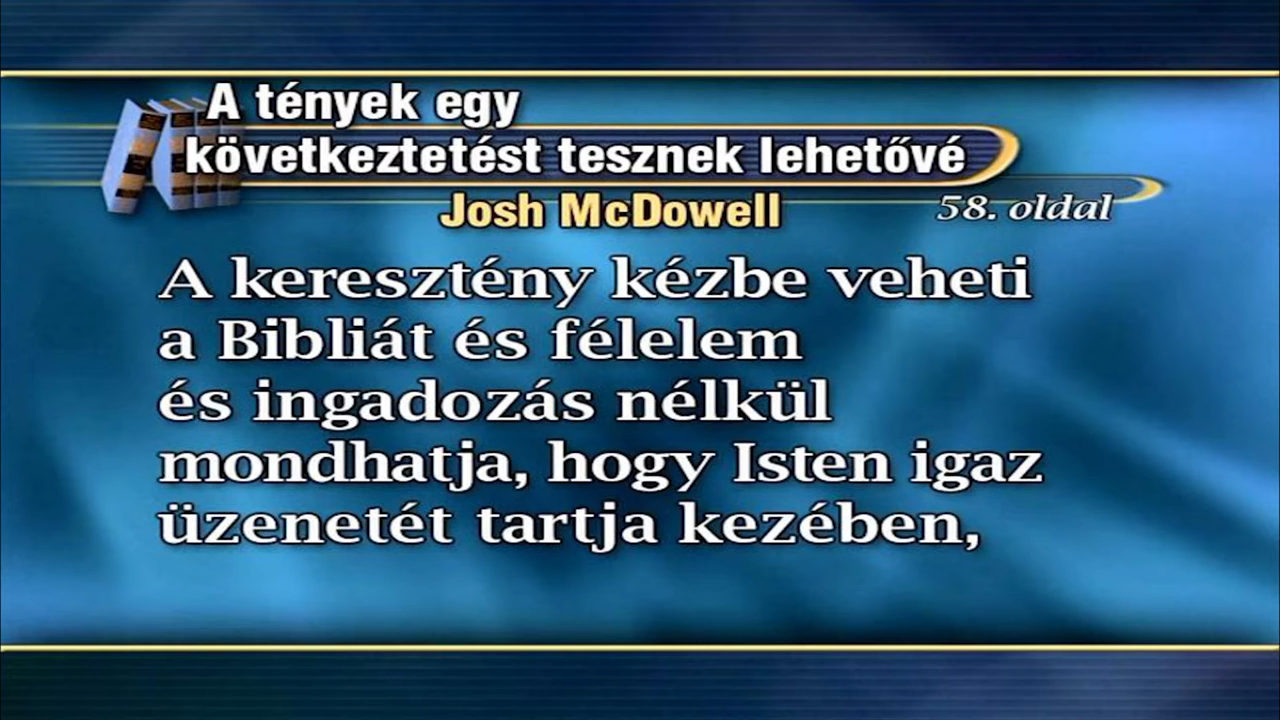 A tények egy
következtetést tesznek lehetővé
Josh McDowell
58. oldal
A keresztény kézbe veheti
a Bibliát és félelem
és ingadozás nélkül
mondhatja, hogy Isten igaz
üzenetét tartja kezében,